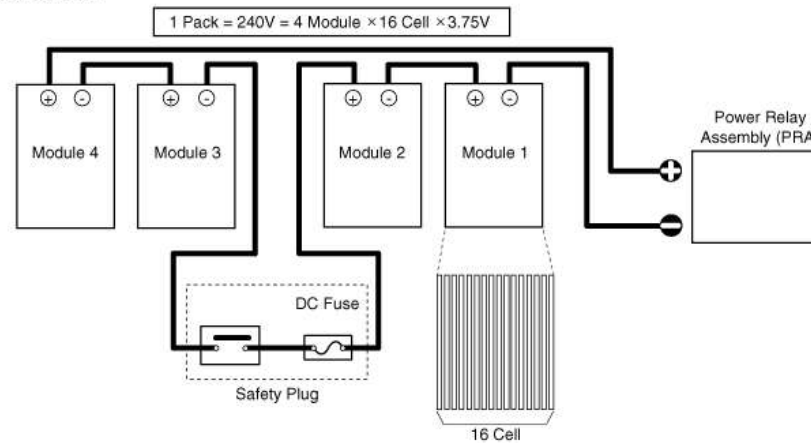 1 Pack = 240V = 4 Module ×16 Cell ×3.75V
+ - + - + - + -
Module 4 Module 3 Module 2 Module 1
Power Relay
Assembly (PRA
+
-
DC Fuse
Safety Plug
16 Cell